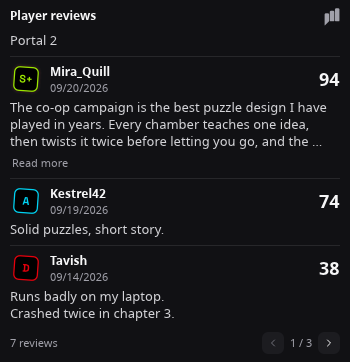 Player reviews
Portal 2
S+
Mira_Quill
09/20/2026
94
The co-op campaign is the best puzzle design I have
played in years. Every chamber teaches one idea,
then twists it twice before letting you go, and the ...
Read more
A
Kestrel42
09/19/2026
74
Solid puzzles, short story.
D
Tavish
09/14/2026
38
Runs badly on my laptop.
Crashed twice in chapter 3.
7 reviews
1 / 3